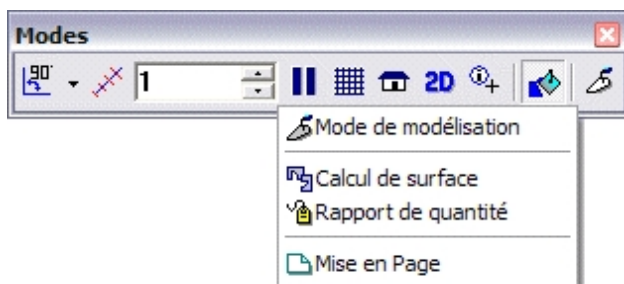 Modes
90°
1
2D
Mode de modélisation
Calcul de surface
Rapport de quantité
Mise en Page